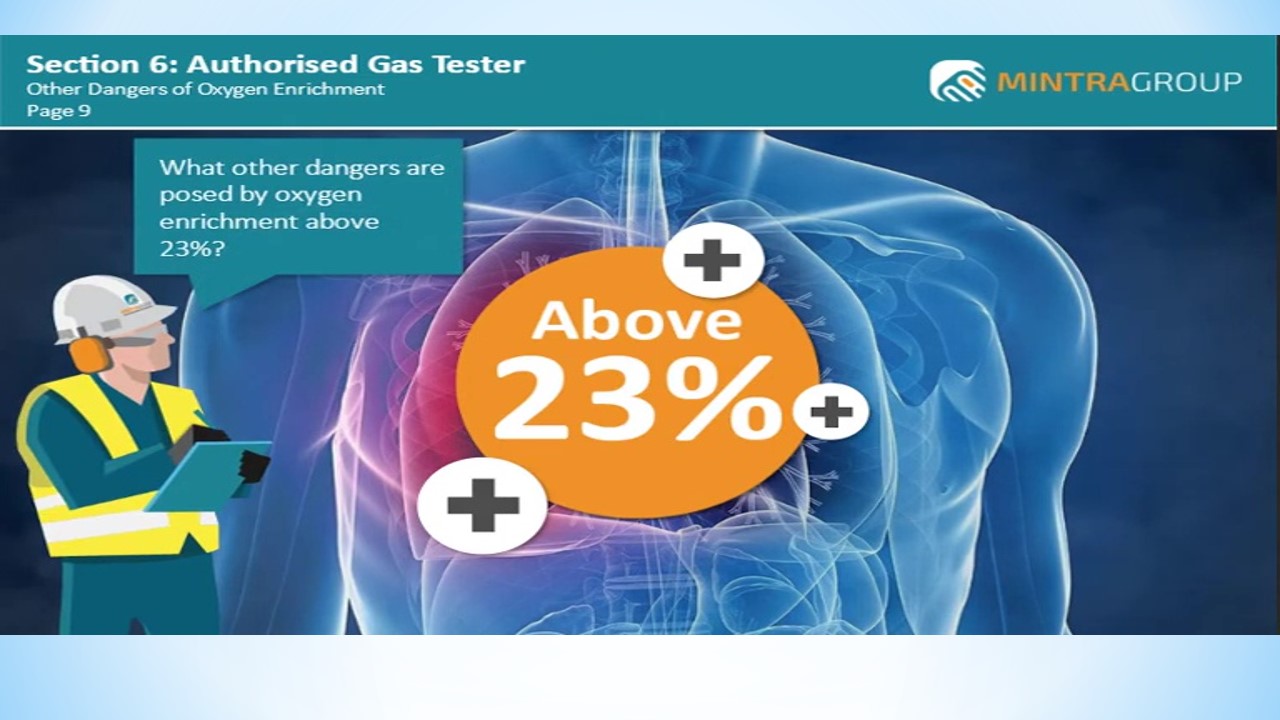 Section 6: Authorised Gas Tester
Other Dangers of Oxygen Enrichment
Page 9
MINTRAGROUP
What other dangers are
posed by oxygen
enrichment above
23%?
Above
23%